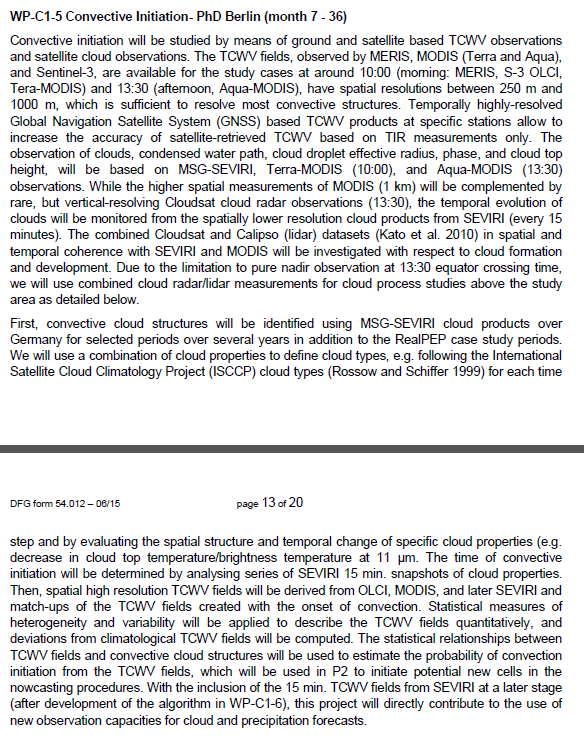 WP-C1-5 Convective Initiation- PhD Berlin (month 7 - 36)
Convective initiation will be studied by means of ground and satellite based TCWV observations
and satellite cloud observations. The TCWV fields, observed by MERIS, MODIS (Terra and Aqua),
and Sentinel-3, are available for the study cases at around 10:00 (morning: MERIS, S-3 OLCI,
Tera-MODIS) and 13:30 (afternoon, Aqua-MODIS), have spatial resolutions between 250 m and
1000 m, which is sufficient to resolve most convective structures. Temporally highly-resolved
Global Navigation Satellite System (GNSS) based TCWV products at specific stations allow to
increase the accuracy of satellite-retrieved TCWV based on TIR measurements only. The
observation of clouds, condensed water path, cloud droplet effective radius, phase, and cloud top
height, will be based on MSG-SEVIRI, Terra-MODIS (10:00), and Aqua-MODIS (13:30)
observations. While the higher spatial measurements of MODIS (1 km) will be complemented by
rare, but vertical-resolving Cloudsat cloud radar observations (13:30), the temporal evolution of
clouds will be monitored from the spatially lower resolution cloud products from SEVIRI (every 15
minutes). The combined Cloudsat and Calipso (lidar) datasets (Kato et al. 2010) in spatial and
temporal coherence with SEVIRI and MODIS will be investigated with respect to cloud formation
and development. Due to the limitation to pure nadir observation at 13:30 equator crossing time,
we will use combined cloud radar/lidar measurements for cloud process studies above the study
area as detailed below.
First, convective cloud structures will be identified using MSG-SEVIRI cloud products over
Germany for selected periods over several years in addition to the RealPEP case study periods.
We will use a combination of cloud properties to define cloud types, e.g. following the International
Satellite Cloud Climatology Project (ISCCP) cloud types (Rossow and Schiffer 1999) for each time
DFG form 54.012 – 06/15 page 13 of 20
step and by evaluating the spatial structure and temporal change of specific cloud properties (e.g.
decrease in cloud top temperature/brightness temperature at 11 µm. The time of convective
initiation will be determined by analysing series of SEVIRI 15 min. snapshots of cloud properties.
Then, spatial high resolution TCWV fields will be derived from OLCI, MODIS, and later SEVIRI and
match-ups of the TCWV fields created with the onset of convection. Statistical measures of
heterogeneity and variability will be applied to describe the TCWV fields quantitatively, and
deviations from climatological TCWV fields will be computed. The statistical relationships between
TCWV fields and convective cloud structures will be used to estimate the probability of convection
initiation from the TCWV fields, which will be used in P2 to initiate potential new cells in the
nowcasting procedures. With the inclusion of the 15 min. TCWV fields from SEVIRI at a later stage
(after development of the algorithm in WP-C1-6), this project will directly contribute to the use of
new observation capacities for cloud and precipitation forecasts.